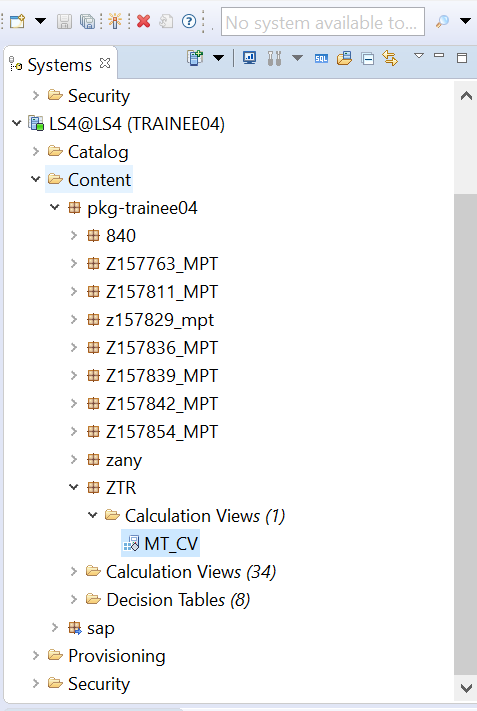 No system available to...
Systems
SQL
Security
LS4@LS4 (TRAINEE04)
Catalog
Content
pkg-trainee04
840
Z157763_MPT
Z157811_MPT
z157829_mpt
Z157836_MPT
Z157839_MPT
Z157842_MPT
Z157854_MPT
zany
ZTR
Calculation Views (1)
MT_CV
Calculation Views (34)
Decision Tables (8)
sap
Provisioning
Security